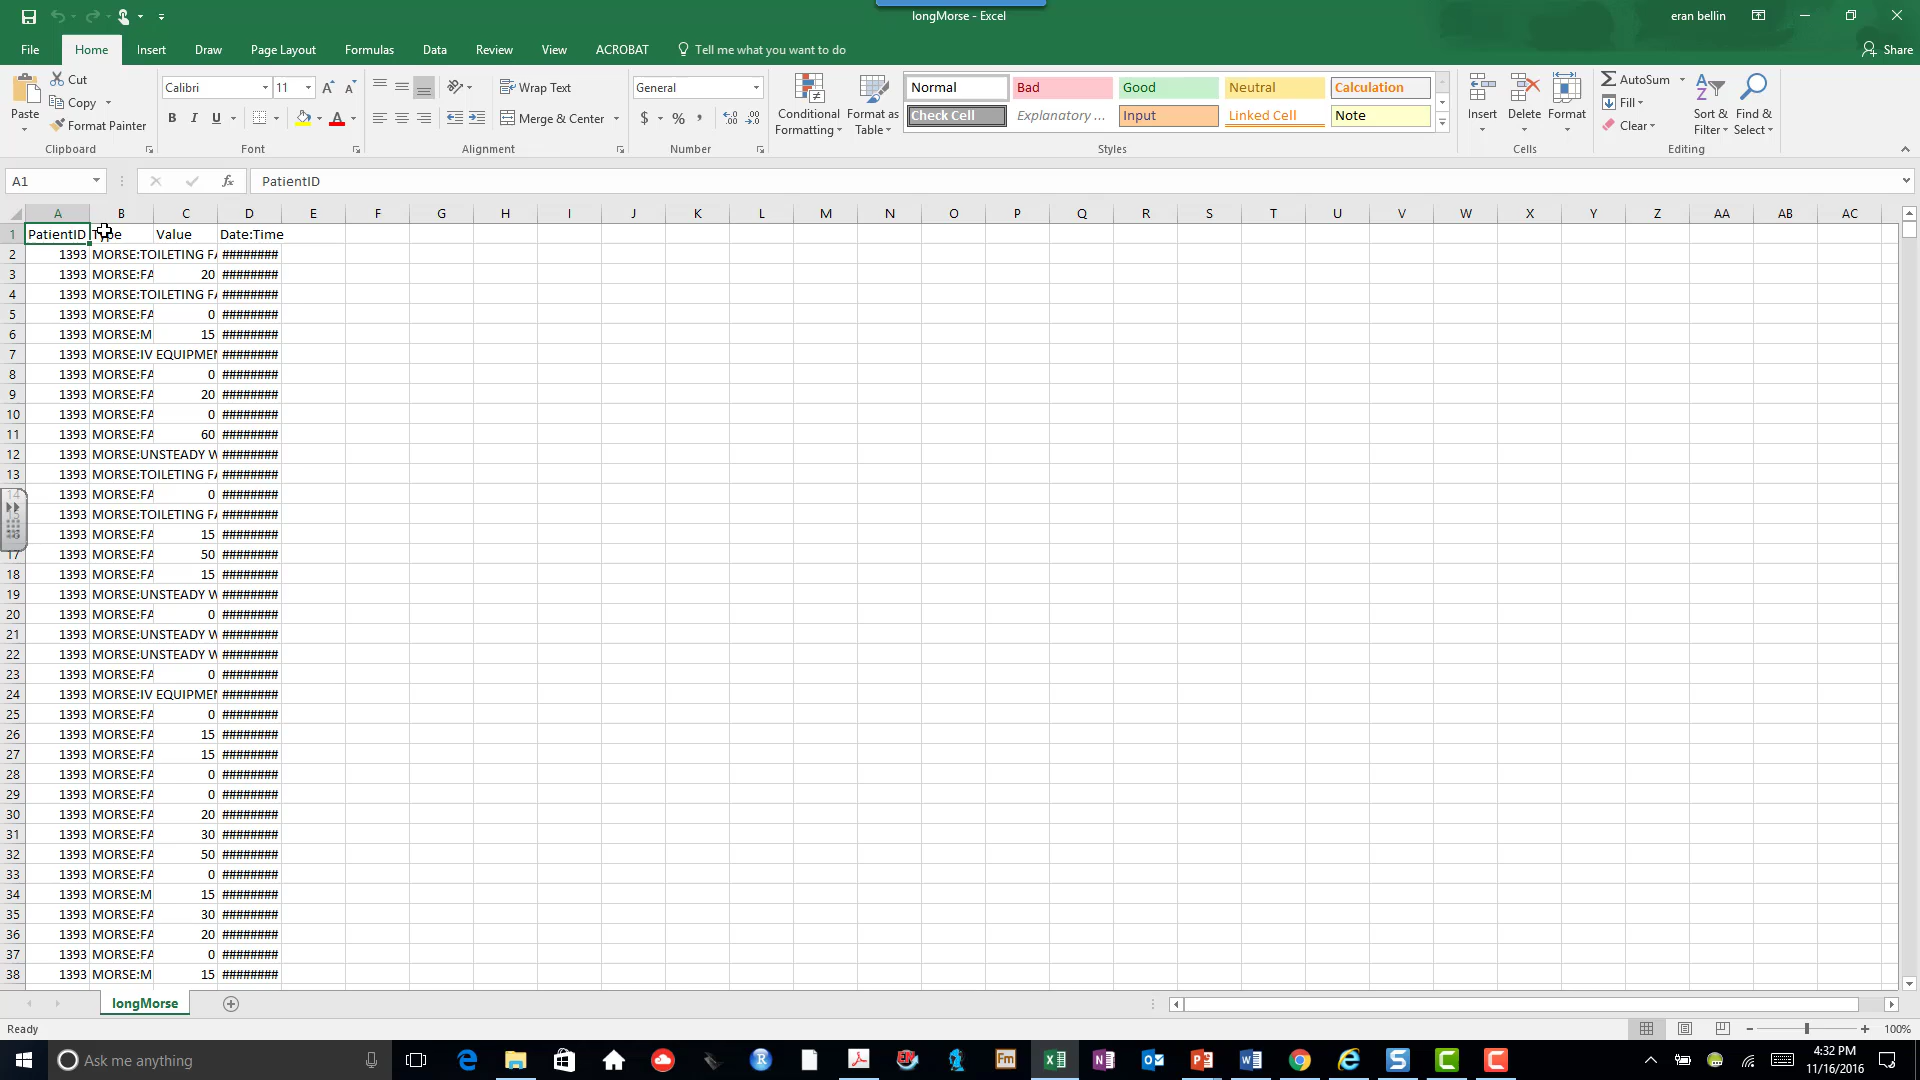 longMorse - Excel
eran bellin
File Home Insert Draw Page Layout Formulas Data Review View ACROBAT Tell me what you want to do Share
Cut
Copy
Format Painter
Paste
Clipboard
Calibri 11
B I U
Font
Wrap Text
Merge & Center
Alignment
General
$ % ,
Number
Conditional Formatting
Format as Table
Normal Bad Good Neutral Calculation
Check Cell Explanatory ... Input Linked Cell Note
Styles
Insert Delete Format
Cells
AutoSum
Fill
Clear
Sort & Filter
Find & Select
Editing
A1 fx PatientID
A B C D E F G H I J K L M N O P Q R S T U V W X Y Z AA AB AC
1 PatientID Type Value Date:Time
2 1393 MORSE:TOILETING FA ########
3 1393 MORSE:FA 20 ########
4 1393 MORSE:TOILETING FA ########
5 1393 MORSE:FA 0 ########
6 1393 MORSE:M 15 ########
7 1393 MORSE:IV EQUIPMEN ########
8 1393 MORSE:FA 0 ########
9 1393 MORSE:FA 20 ########
10 1393 MORSE:FA 0 ########
11 1393 MORSE:FA 60 ########
12 1393 MORSE:UNSTEADY W ########
13 1393 MORSE:TOILETING FA ########
14 1393 MORSE:FA 0 ########
15 1393 MORSE:TOILETING FA ########
16 1393 MORSE:FA 15 ########
17 1393 MORSE:FA 50 ########
18 1393 MORSE:FA 15 ########
19 1393 MORSE:UNSTEADY W ########
20 1393 MORSE:FA 0 ########
21 1393 MORSE:UNSTEADY W ########
22 1393 MORSE:UNSTEADY W ########
23 1393 MORSE:FA 0 ########
24 1393 MORSE:IV EQUIPMEN ########
25 1393 MORSE:FA 0 ########
26 1393 MORSE:FA 15 ########
27 1393 MORSE:FA 15 ########
28 1393 MORSE:FA 0 ########
29 1393 MORSE:FA 0 ########
30 1393 MORSE:FA 20 ########
31 1393 MORSE:FA 30 ########
32 1393 MORSE:FA 50 ########
33 1393 MORSE:FA 0 ########
34 1393 MORSE:M 15 ########
35 1393 MORSE:FA 30 ########
36 1393 MORSE:FA 20 ########
37 1393 MORSE:FA 0 ########
38 1393 MORSE:M 15 ########
longMorse
Ready
100%
Ask me anything
4:32 PM
11/16/2016